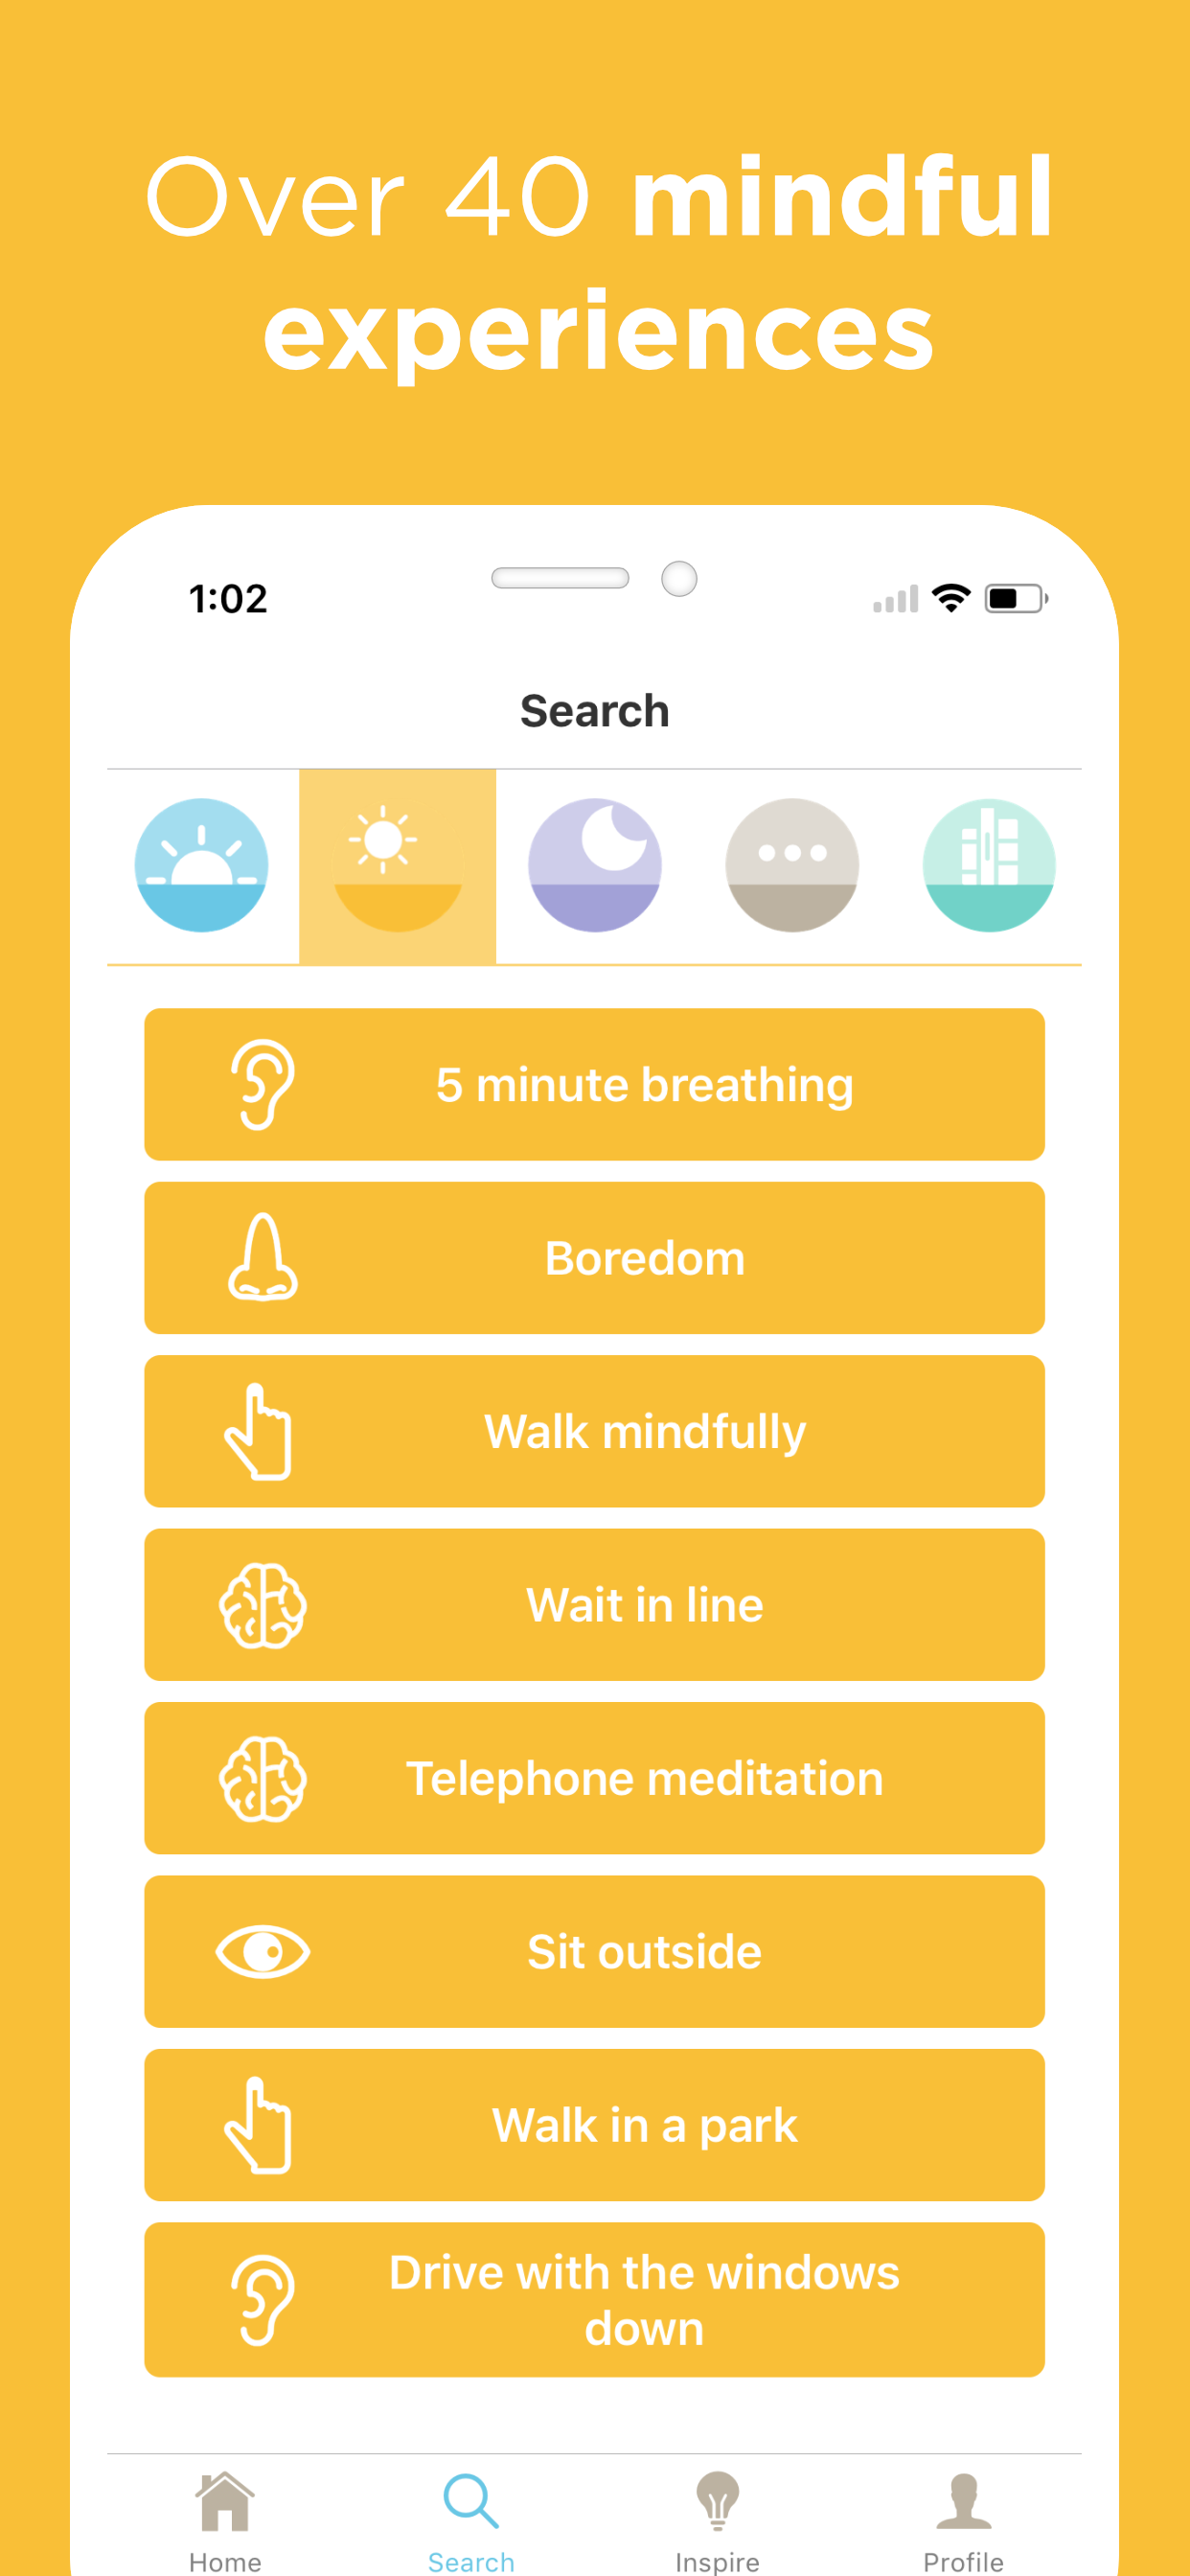 Over 40 mindful
experiences
1:02
Search
5 minute breathing
Boredom
Walk mindfully
Wait in line
Telephone meditation
Sit outside
Walk in a park
Drive with the windows
down
Home
Search
Inspire
Profile